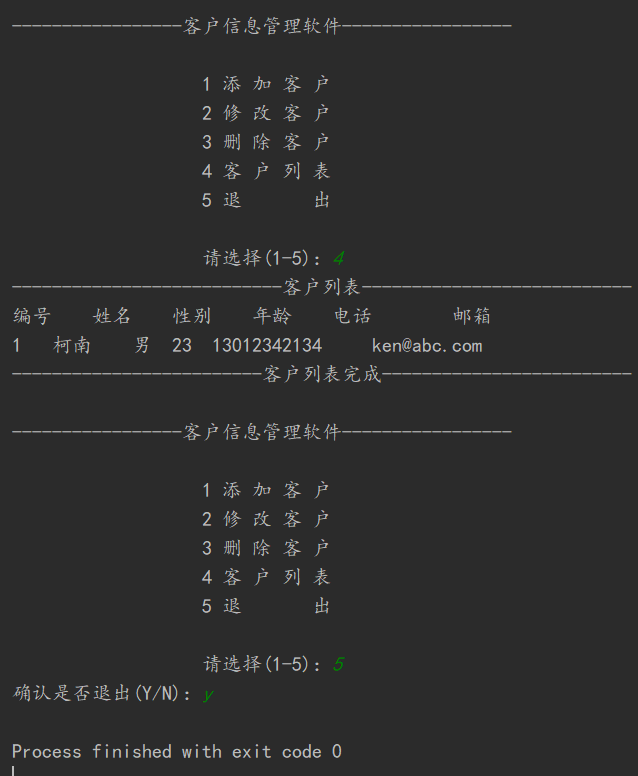 -----------------客户信息管理软件-----------------
1 添 加 客 户
2 修 改 客 户
3 删 除 客 户
4 客 户 列 表
5 退       出
请选择(1-5)：4
---------------------------客户列表---------------------------
编号    姓名    性别    年龄    电话        邮箱
1   柯南    男  23  13012342134     ken@abc.com
-------------------------客户列表完成-------------------------
-----------------客户信息管理软件-----------------
1 添 加 客 户
2 修 改 客 户
3 删 除 客 户
4 客 户 列 表
5 退       出
请选择(1-5)：5
确认是否退出(Y/N)：y
Process finished with exit code 0